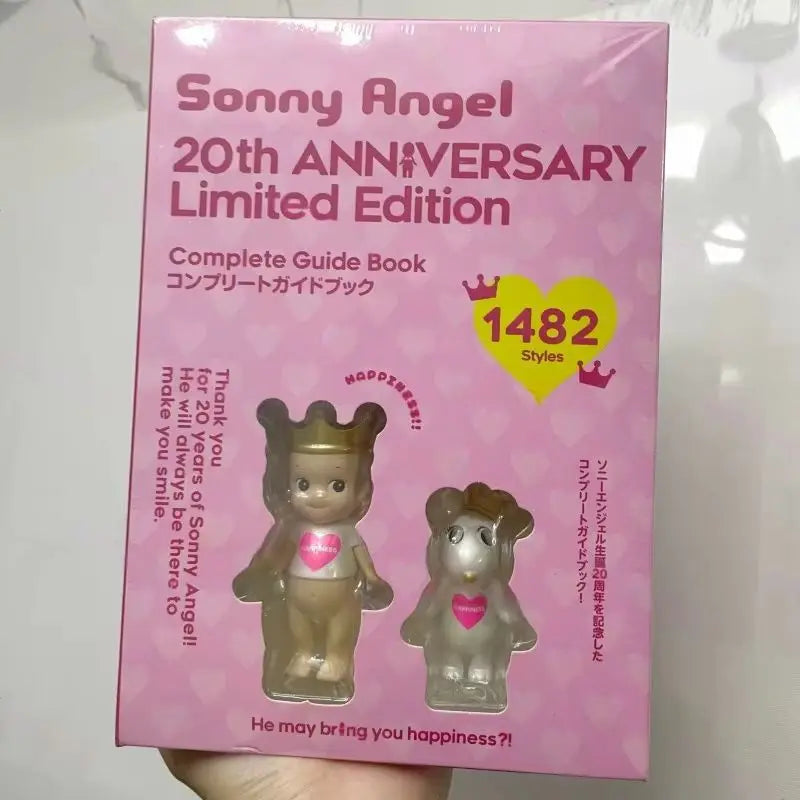 Sonny Angel
20th ANNIVERSARY
Limited Edition
Complete Guide Book
コンプリートガイドブック
1482
Styles
HAPPINESS!!
Thank you
for 20 years of Sonny Angel!!
He will always be there to
make you smile.
HAPPINESS
HAPPINESS
ソニーエンジェル生誕20周年を記念した
コンプリートガイドブック!
He may bring you happiness?!